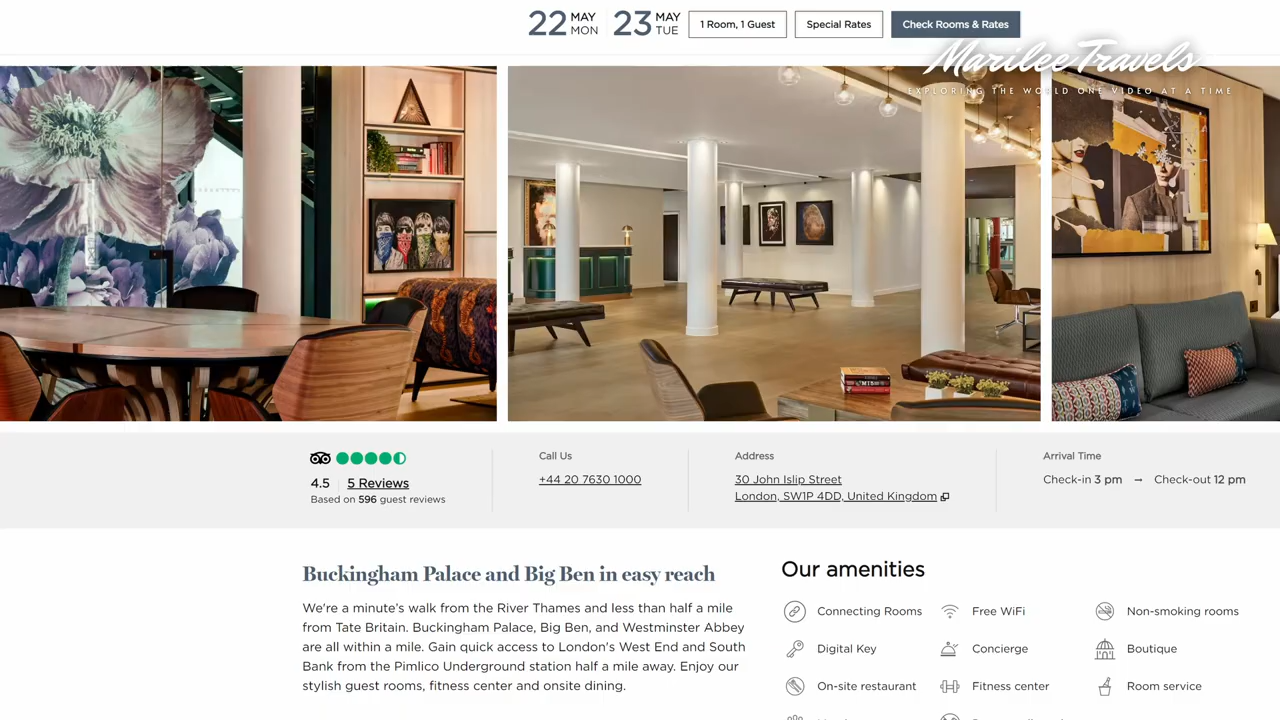 22 MAY MON 23 MAY TUE 1 Room, 1 Guest Special Rates Check Rooms & Rates
Marilee Travels
EXPLORING THE WORLD ONE VIDEO AT A TIME
4.5 5 Reviews
Based on 596 guest reviews
Call Us
+44 20 7630 1000
Address
30 John Islip Street
London, SW1P 4DD, United Kingdom
Arrival Time
Check-in 3 pm → Check-out 12 pm
Buckingham Palace and Big Ben in easy reach
We're a minute's walk from the River Thames and less than half a mile
from Tate Britain. Buckingham Palace, Big Ben, and Westminster Abbey
are all within a mile. Gain quick access to London's West End and South
Bank from the Pimlico Underground station half a mile away. Enjoy our
stylish guest rooms, fitness center and onsite dining.
Our amenities
Connecting Rooms Free WiFi Non-smoking rooms
Digital Key Concierge Boutique
On-site restaurant Fitness center Room service